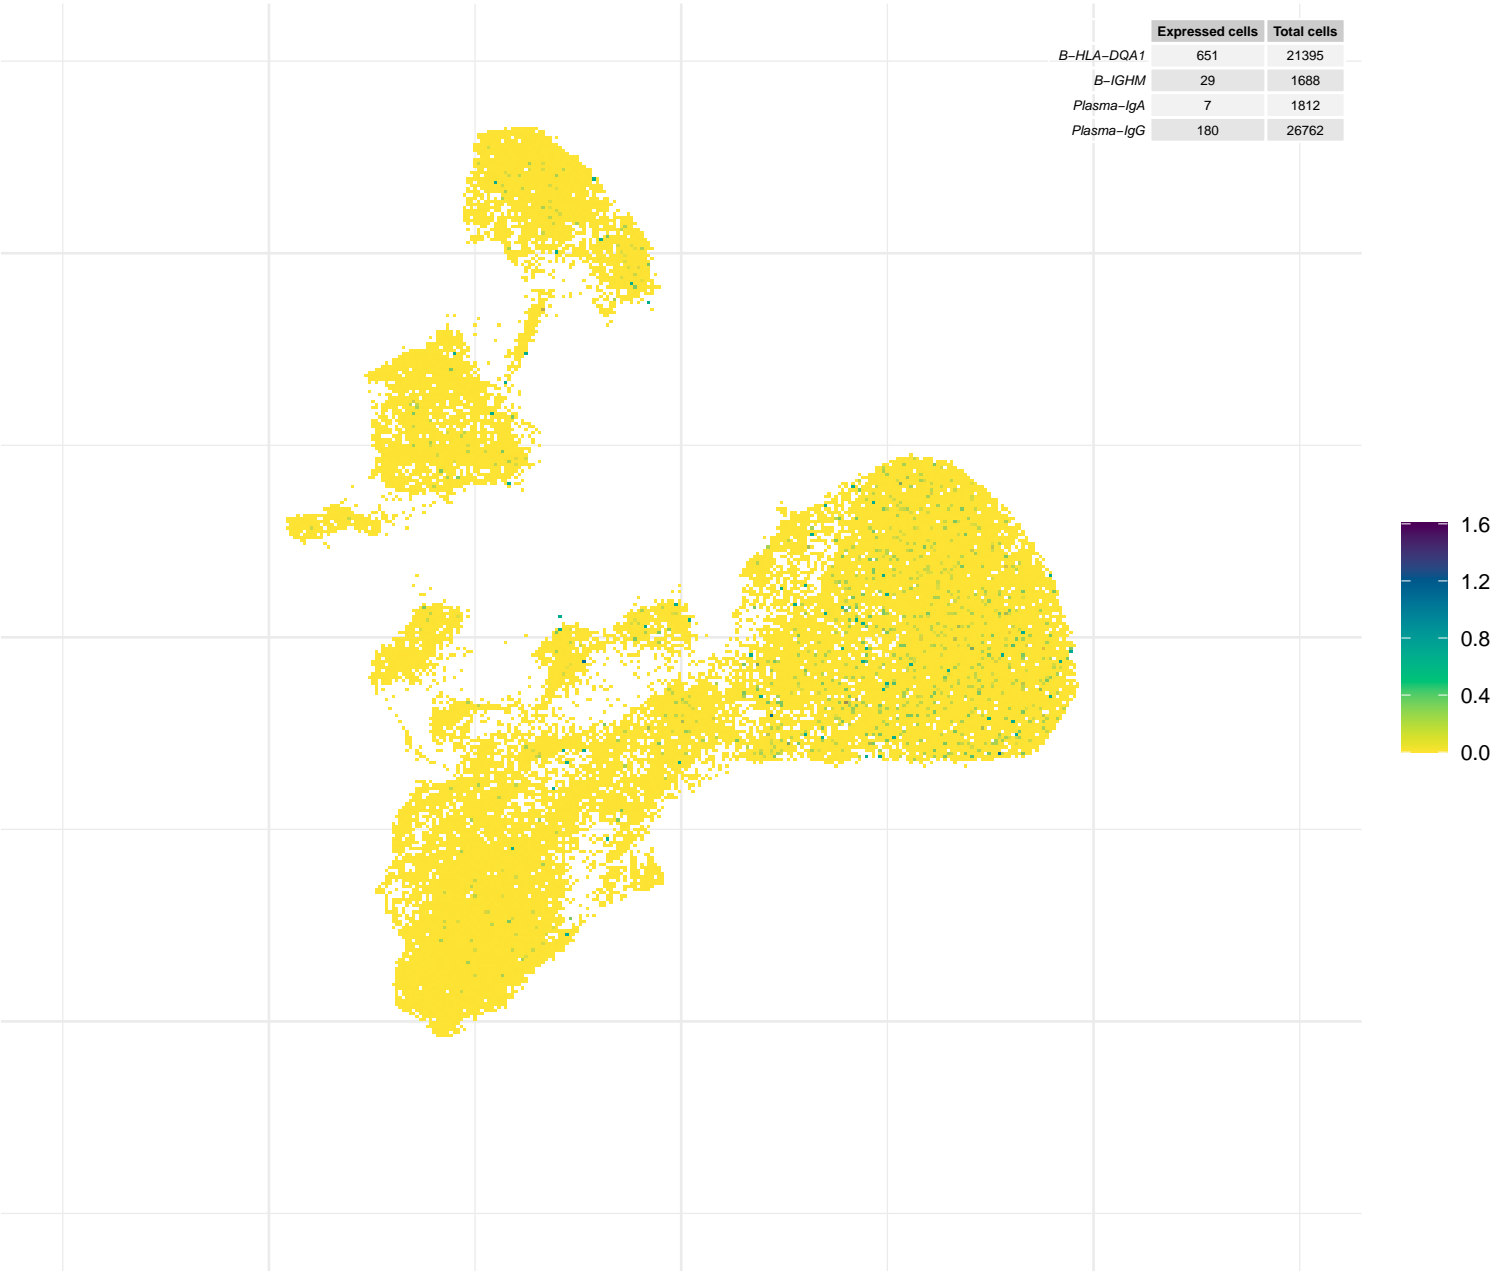 Expressed cells Total cells
B−HLA−DQA1 651 21395
B−IGHM 29 1688
Plasma−IgA 7 1812
Plasma−IgG 180 26762
1.6
1.2
0.8
0.4
0.0